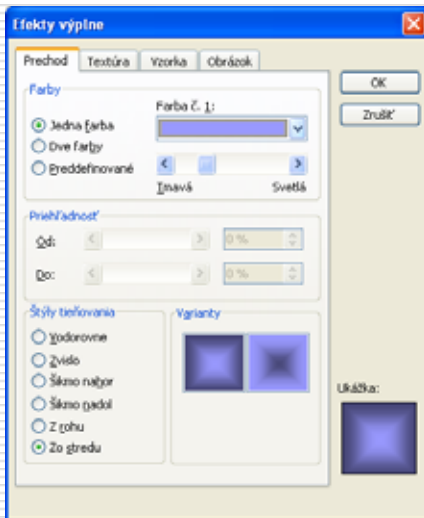 Efekty výplne
Prechod Textúra Vzorka Obrázok
OK
Zrušiť
Farby
Farba č. 1:
Jedna farba
Dve farby
Preddefinované
Tmavá Svetlá
Priehľadnosť
Od: 0 %
Do: 0 %
Štýly tieňovania
Varianty
Vodorovne
Zvislo
Šikmo nahor
Šikmo nadol
Z rohu
Zo stredu
Ukážka: